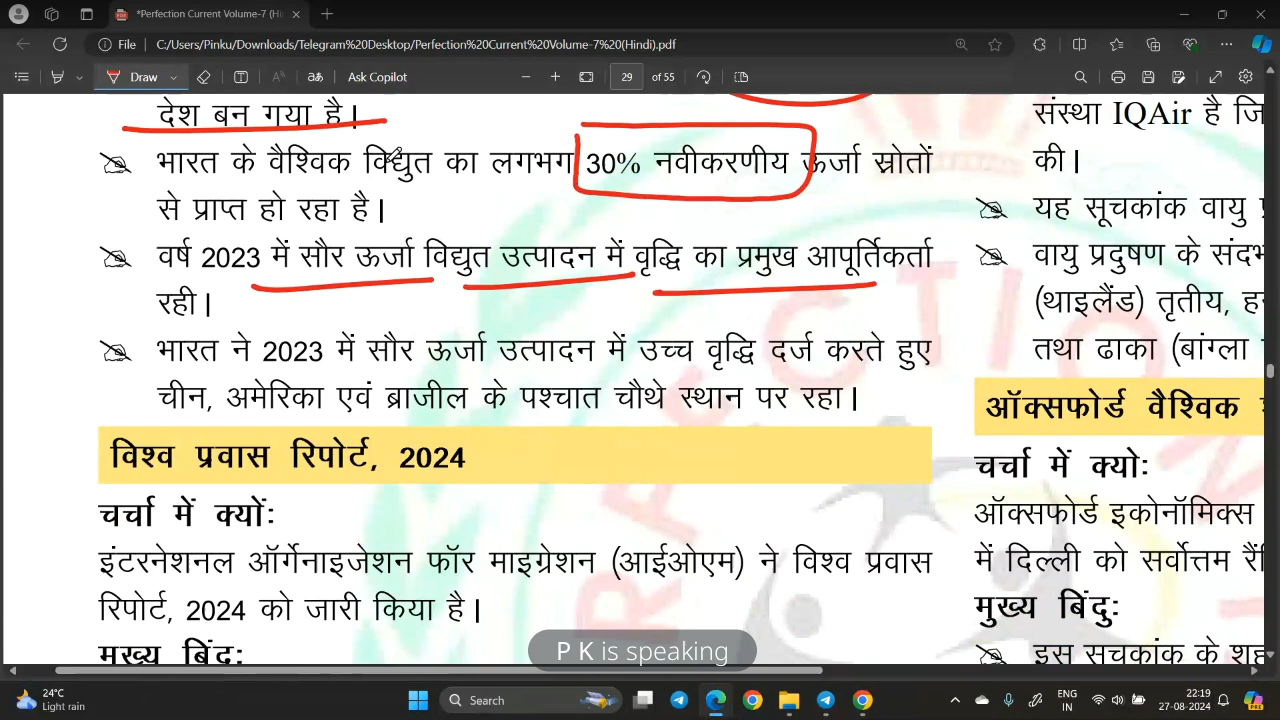 *Perfection Current Volume-7 (Hi
File C:/Users/Pinku/Downloads/Telegram%20Desktop/Perfection%20Current%20Volume-7%20(Hindi).pdf
Draw Ask Copilot 29 of 55
देश बन गया है।
भारत के वैश्विक विद्युत का लगभग 30% नवीकरणीय ऊर्जा स्रोतों
से प्राप्त हो रहा है।
वर्ष 2023 में सौर ऊर्जा विद्युत उत्पादन में वृद्धि का प्रमुख आपूर्तिकर्ता
रही।
भारत ने 2023 में सौर ऊर्जा उत्पादन में उच्च वृद्धि दर्ज करते हुए
चीन, अमेरिका एवं ब्राजील के पश्चात चौथे स्थान पर रहा।
विश्व प्रवास रिपोर्ट, 2024
चर्चा में क्यों:
इंटरनेशनल ऑर्गेनाइजेशन फॉर माइग्रेशन (आईओएम) ने विश्व प्रवास
रिपोर्ट, 2024 को जारी किया है।
मुख्य बिंदु:
संस्था IQAir है जि
की।
यह सूचकांक वायु
वायु प्रदुषण के संदर्भ
(थाइलैंड) तृतीय,
तथा ढाका (बांग्ला
ऑक्सफोर्ड वैश्विक
चर्चा में क्यो:
ऑक्सफोर्ड इकोनॉमिक्स
में दिल्ली को सर्वोत्तम रैं
मुख्य बिंदु:
इस सूचकांक के शह
P K is speaking
24°C
Light rain
Search
ENG
IN
22:19
27-08-2024